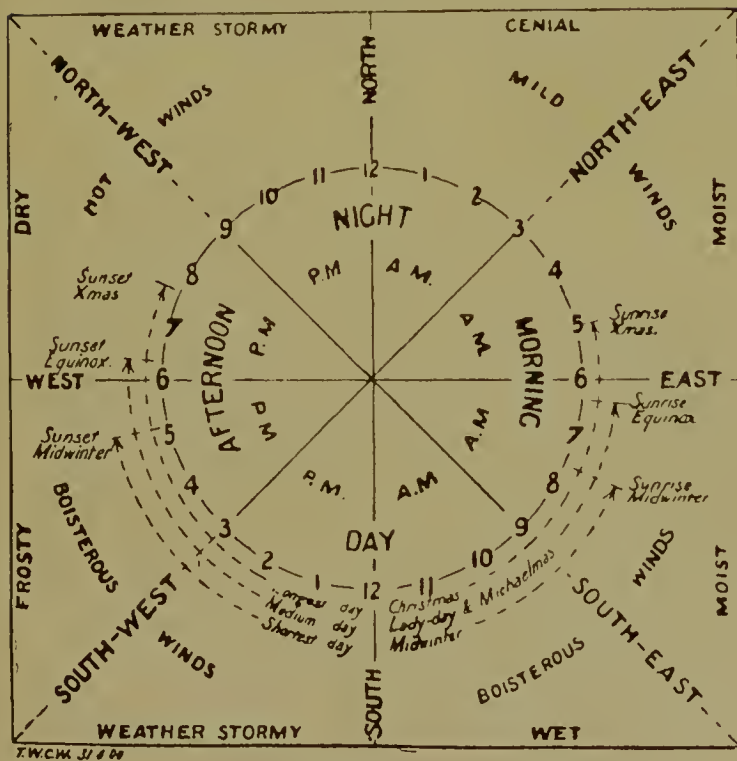 WEATHER STORMY
CENIAL
NORTH
NORTH-WEST
WINDS
MILD
NORTH-EAST
DRY
HOT
WINDS
MOIST
12
11
1
10
2
9
3
8
4
7
5
6
6
5
7
4
8
3
9
2
10
1
11
12
NIGHT
P.M
A.M.
AFTERNOON
P.M
A.M.
MORNING
P.M
A.M
P.M.
A.M
DAY
Sunset
Xmas
Sunset
Equinox.
WEST
Sunset
Midwinter
Sunrise
Xmas.
EAST
Sunrise
Equinox
Sunrise
Midwinter
FROSTY
BOISTEROUS
SOUTH-WEST
WINDS
Longest day
Medium day
Shortest day
Christmas
Lady-day & Michaelmas
Midwinter
SOUTH
WINDS
MOIST
SOUTH-EAST
BOISTEROUS
WEATHER STORMY
WET